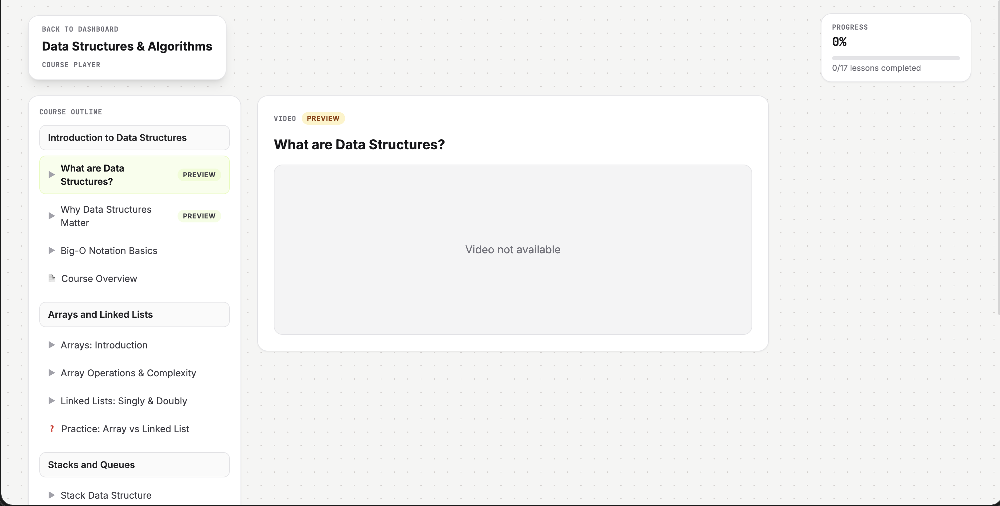 BACK TO DASHBOARD
Data Structures & Algorithms
COURSE PLAYER
PROGRESS
0%
0/17 lessons completed
COURSE OUTLINE
Introduction to Data Structures
What are Data
Structures?
PREVIEW
Why Data Structures
Matter
PREVIEW
Big-O Notation Basics
Course Overview
Arrays and Linked Lists
Arrays: Introduction
Array Operations & Complexity
Linked Lists: Singly & Doubly
? Practice: Array vs Linked List
Stacks and Queues
Stack Data Structure
VIDEO PREVIEW
What are Data Structures?
Video not available